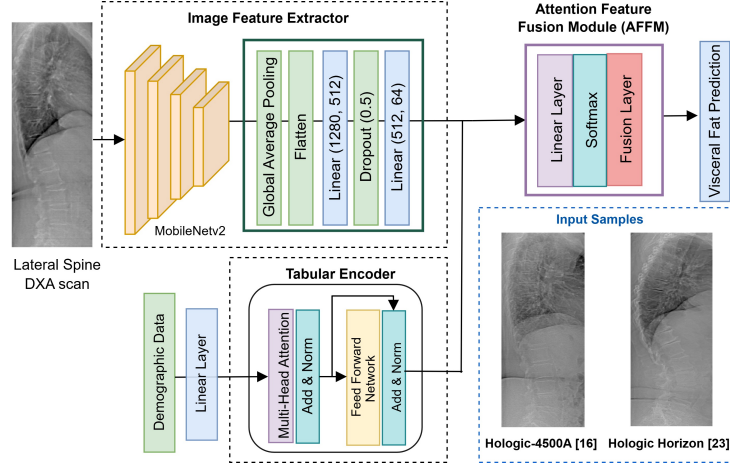 Image Feature Extractor
Attention Feature
Fusion Module (AFFM)
Global Average Pooling
Flatten
Linear (1280, 512)
Dropout (0.5)
Linear (512, 64)
MobileNetv2
Linear Layer
Softmax
Fusion Layer
Visceral Fat Prediction
Lateral Spine
DXA scan
Input Samples
Tabular Encoder
Demographic Data
Linear Layer
Multi-Head Attention
Add & Norm
Feed Forward
Network
Add & Norm
Hologic-4500A [16]
Hologic Horizon [23]